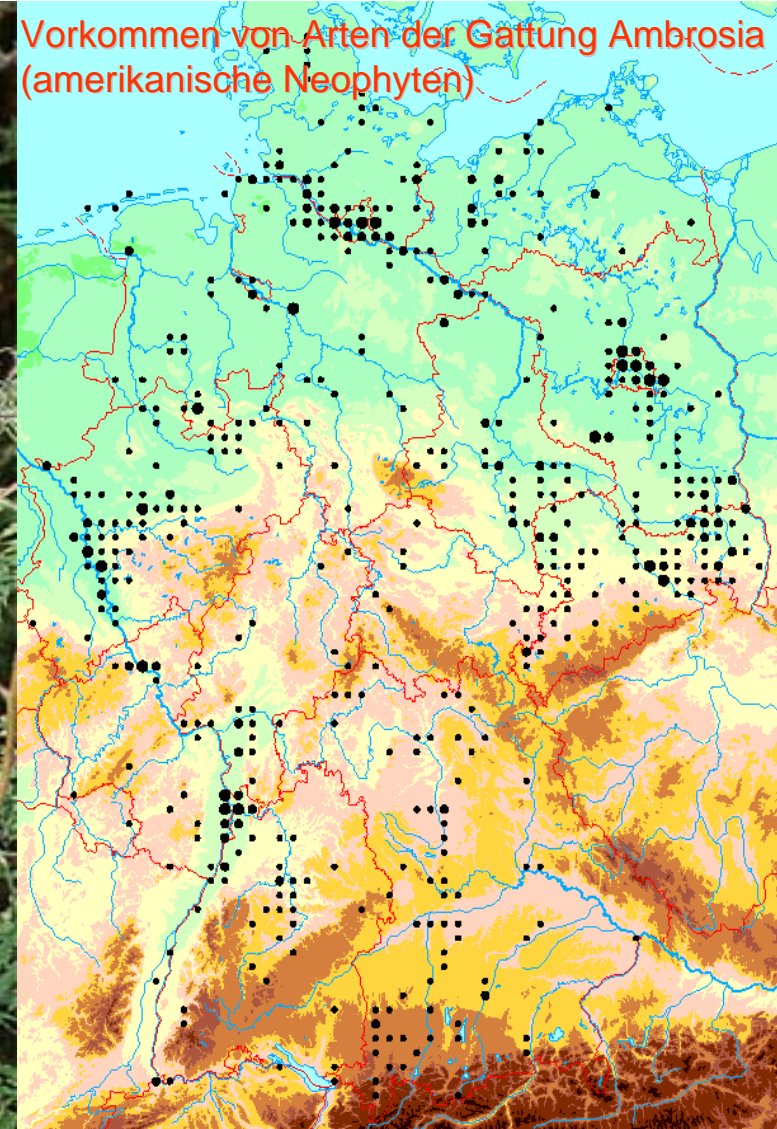 Vorkommen von Arten der Gattung Ambrosia
(amerikanische Neophyten)